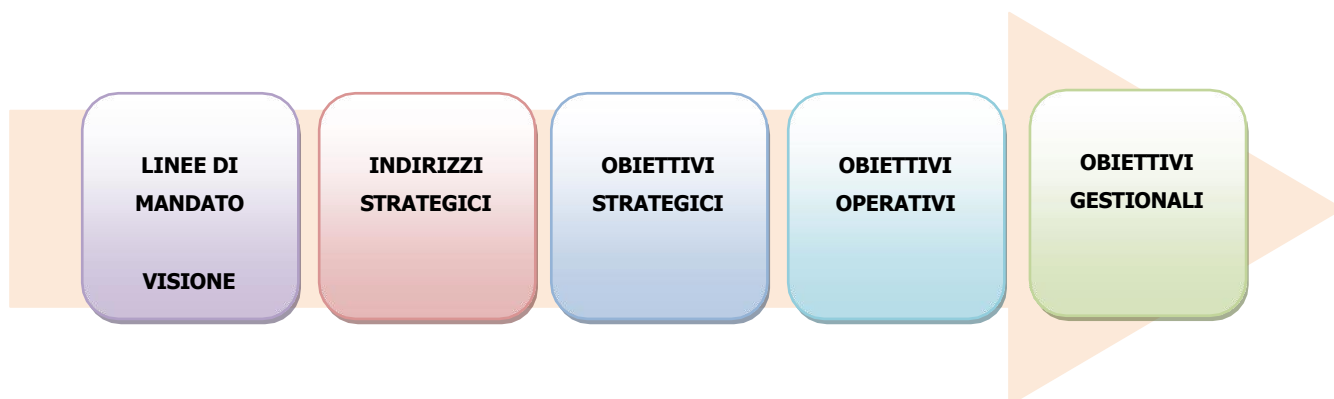 LINEE DI
MANDATO
VISIONE
INDIRIZZI
STRATEGICI
OBIETTIVI
STRATEGICI
OBIETTIVI
OPERATIVI
OBIETTIVI
GESTIONALI